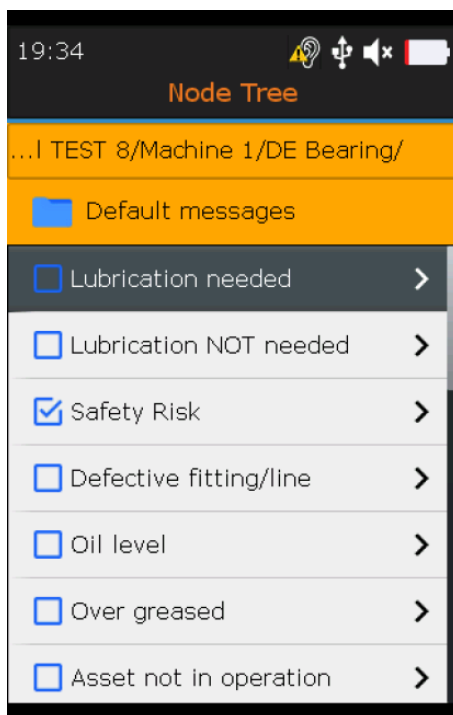 19:34
Node Tree
...l TEST 8/Machine 1/DE Bearing/
Default messages
Lubrication needed
Lubrication NOT needed
Safety Risk
Defective fitting/line
Oil level
Over greased
Asset not in operation